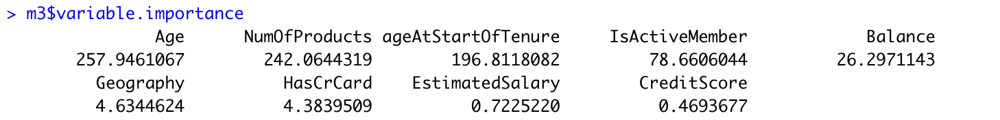 > m3$variable.importance
Age NumOfProducts ageAtStartOfTenure IsActiveMember Balance
257.9461067 242.0644319 196.8118082 78.6606044 26.2971143
Geography HasCrCard EstimatedSalary CreditScore
4.6344624 4.3839509 0.7225220 0.4693677